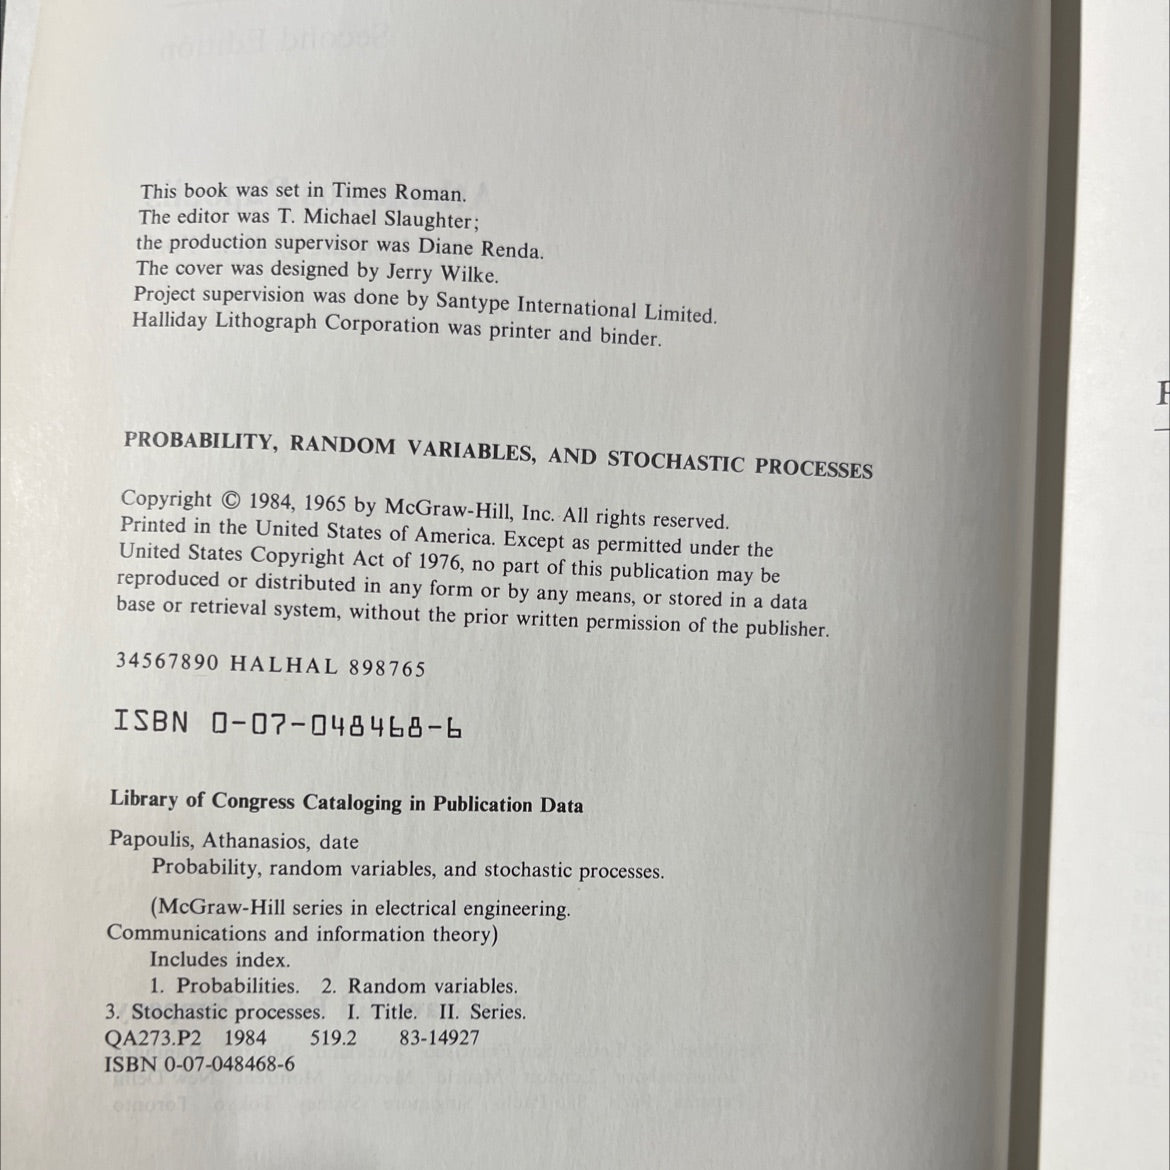 This book was set in Times Roman.
The editor was T. Michael Slaughter;
the production supervisor was Diane Renda.
The cover was designed by Jerry Wilke.
Project supervision was done by Santype International Limited.
Halliday Lithograph Corporation was printer and binder.
PROBABILITY, RANDOM VARIABLES, AND STOCHASTIC PROCESSES
Copyright © 1984, 1965 by McGraw-Hill, Inc. All rights reserved.
Printed in the United States of America. Except as permitted under the
United States Copyright Act of 1976, no part of this publication may be
reproduced or distributed in any form or by any means, or stored in a data
base or retrieval system, without the prior written permission of the publisher.
34567890 HALHAL 898765
ISBN 0-07-048468-6
Library of Congress Cataloging in Publication Data
Papoulis, Athanasios, date
Probability, random variables, and stochastic processes.
(McGraw-Hill series in electrical engineering.
Communications and information theory)
Includes index.
1. Probabilities. 2. Random variables.
3. Stochastic processes. I. Title. II. Series.
QA273.P2 1984 519.2 83-14927
ISBN 0-07-048468-6